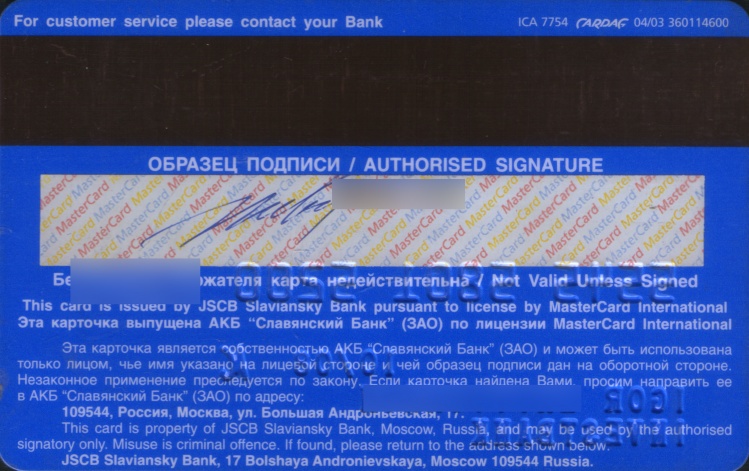 For customer service please contact your Bank
ICA 7754 CARDAG 04/03 360114600
ОБРАЗЕЦ ПОДПИСИ / AUTHORISED SIGNATURE
MasterCard
карта недействительна / Not Valid Unless Signed
This card is issued by JSCB Slaviansky Bank pursuant to license by MasterCard International
Эта карточка выпущена АКБ “Славянский Банк” (ЗАО) по лицензии MasterCard International
Эта карточка является собственностью АКБ “Славянский Банк” (ЗАО) и может быть использована
только лицом, чье имя указано на лицевой стороне и чей образец подписи дан на оборотной стороне.
Незаконное применение преследуется по закону. Если карточка найдена Вами, просим направить ее
в АКБ “Славянский Банк” (ЗАО) по адресу:
109544, Россия, Москва, ул. Большая Андроньевская, 17.
This card is property of JSCB Slaviansky Bank, Moscow, Russia, and may be used by the authorised
signatory only. Misuse is criminal offence. If found, please return to the address shown below.
JSCB Slaviansky Bank, 17 Bolshaya Andronievskaya, Moscow 109544 Russia.